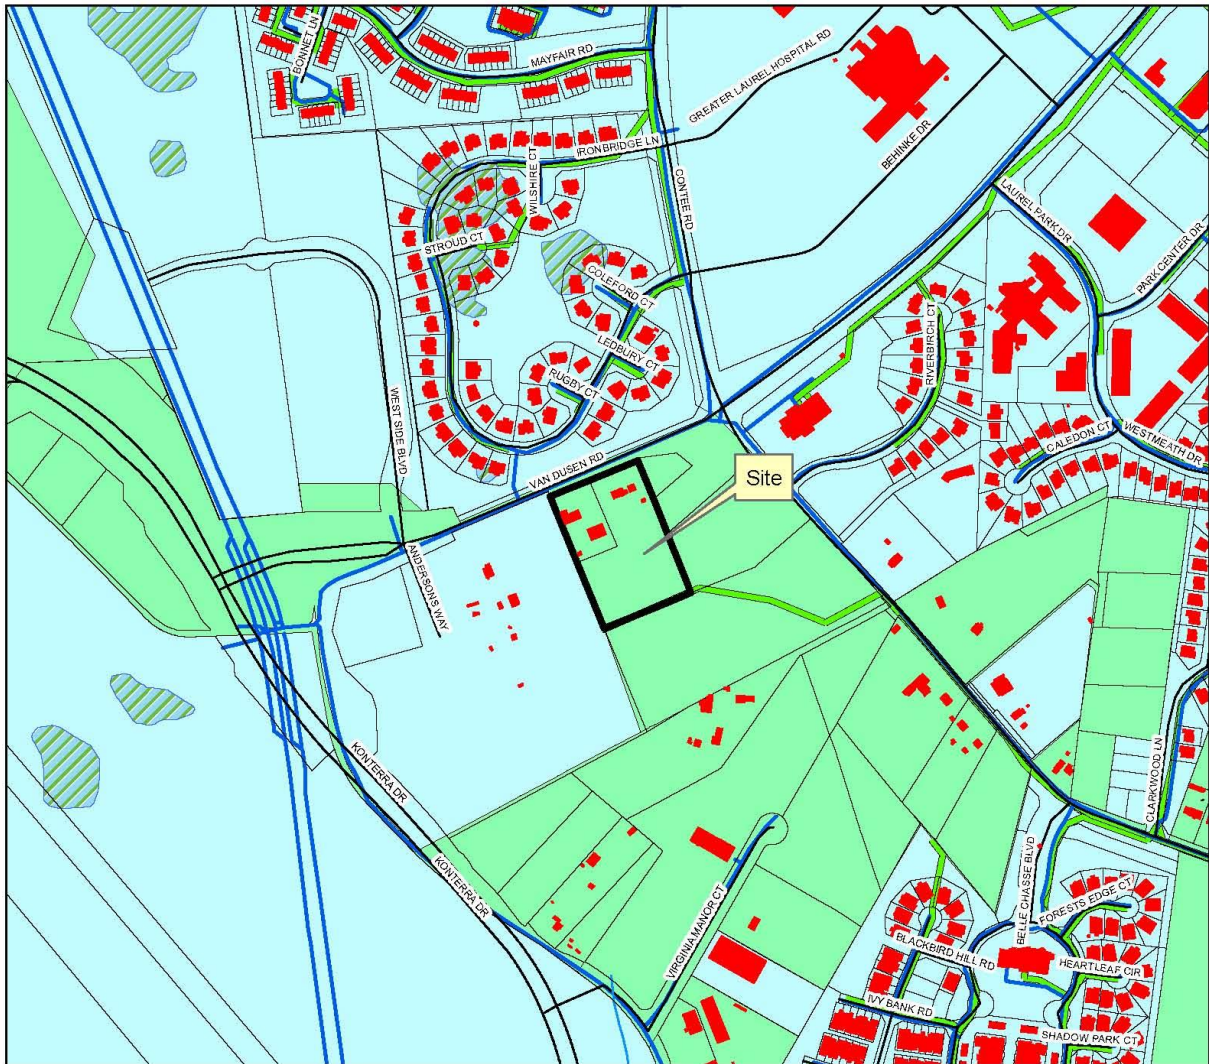 BONNET LN
MAYFAIR RD
GREATER LAUREL HOSPITAL RD
BEHINKE DR
IRONBRIDGE LN
WILSHIRE CT
CONTEE RD
STROUD CT
LAUREL PARK DR
PARK CENTER DR
COLEFORD CT
LEDBURY CT
RIVERBIRCH CT
RUGBY CT
WEST SIDE BLVD
CALEDON CT
WESTMEATH DR
VAN DUSEN RD
Site
ANDERSONS WAY
KONTERRA DR
CLARKWOOD LN
KONTERRA DR
VIRGINIA MANOR CT
BELLE CHASSE BLVD
FORESTS EDGE CT
BLACKBIRD HILL RD
HEARTLEAF CIR
IVY BANK RD
SHADOW PARK CT